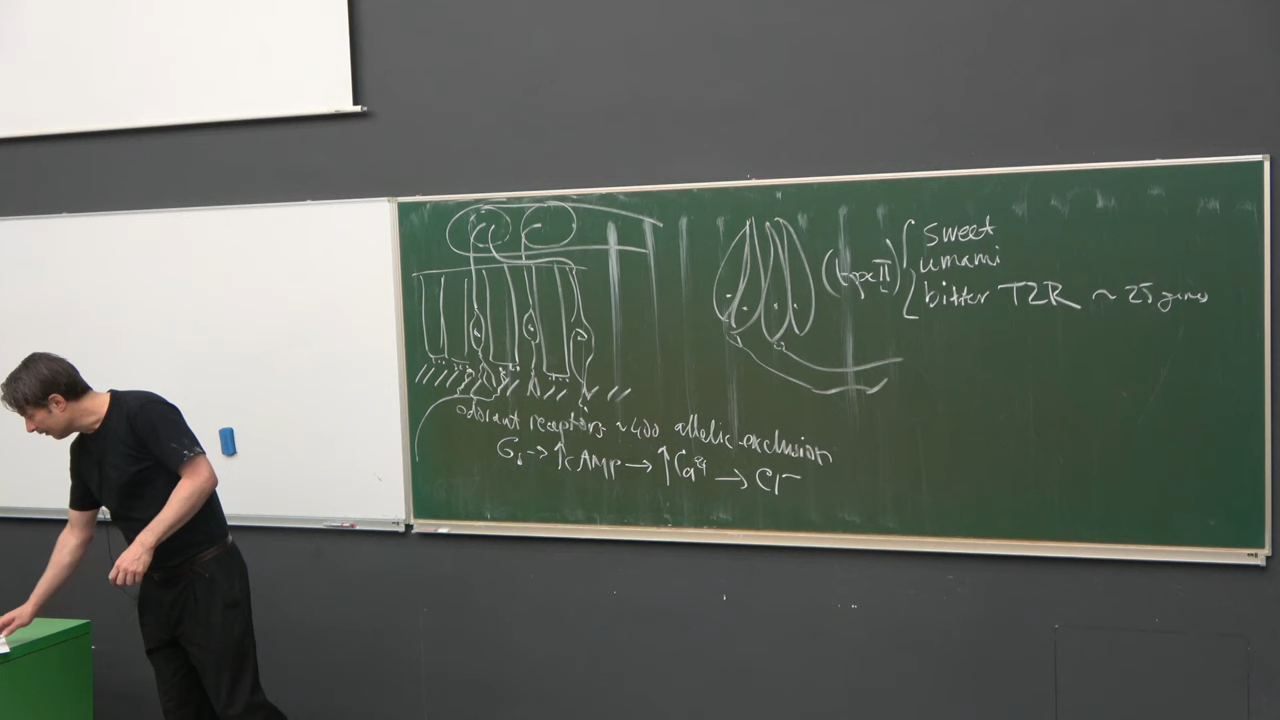 odorant receptors ~400 allelic exclusion
→ ↑cAMP → ↑Ca²⁺ → Cl⁻
(type II)
sweet
umami
bitter T2R ~ 25 genes